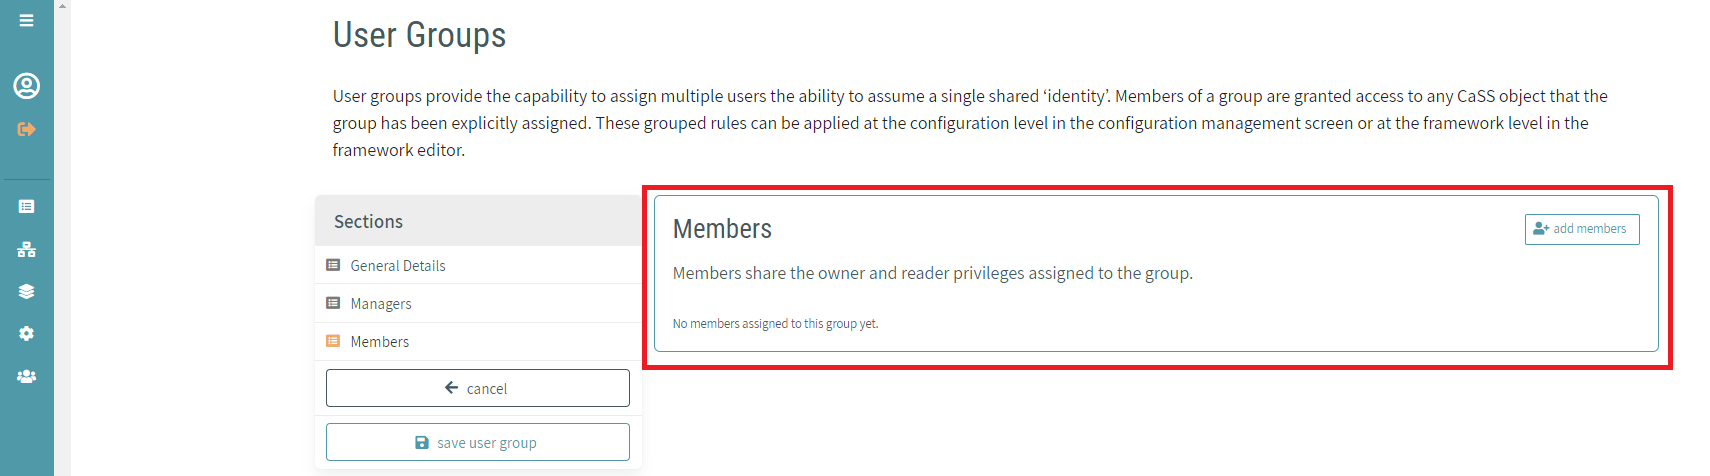 User Groups
User groups provide the capability to assign multiple users the ability to assume a single shared ‘identity’. Members of a group are granted access to any CaSS object that the
group has been explicitly assigned. These grouped rules can be applied at the configuration level in the configuration management screen or at the framework level in the
framework editor.
Sections
General Details
Managers
Members
cancel
save user group
Members
add members
Members share the owner and reader privileges assigned to the group.
No members assigned to this group yet.